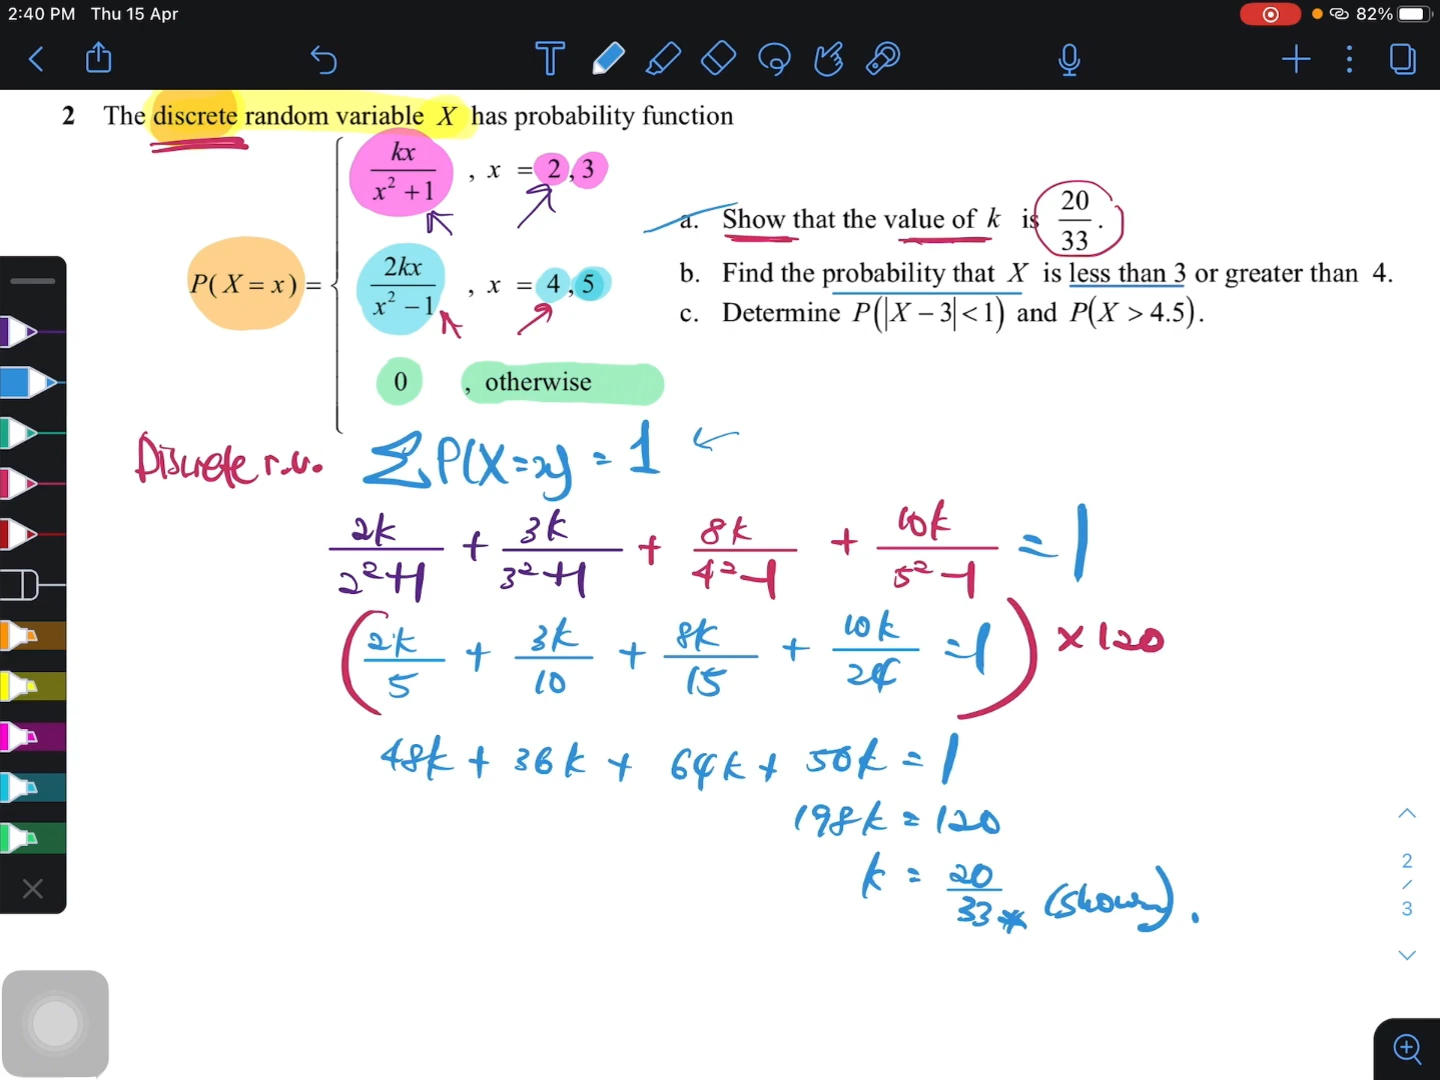 2:40 PM Thu 15 Apr 82%
2 The discrete random variable X has probability function
P(X = x) =
kx / x² + 1 , x = 2, 3
2kx / x² − 1 , x = 4, 5
0 , otherwise
a. Show that the value of k is 20/33.
b. Find the probability that X is less than 3 or greater than 4.
c. Determine P(|X − 3| < 1) and P(X > 4.5).
Discrete r.v. ΣP(X=x) = 1
2k/2²+1 + 3k/3²+1 + 8k/4²−1 + 10k/5²−1 = 1
(2k/5 + 3k/10 + 8k/15 + 10k/24 = 1) × 120
48k + 36k + 64k + 50k = 1
198k = 120
k = 20/33 * (shown).
2 / 3